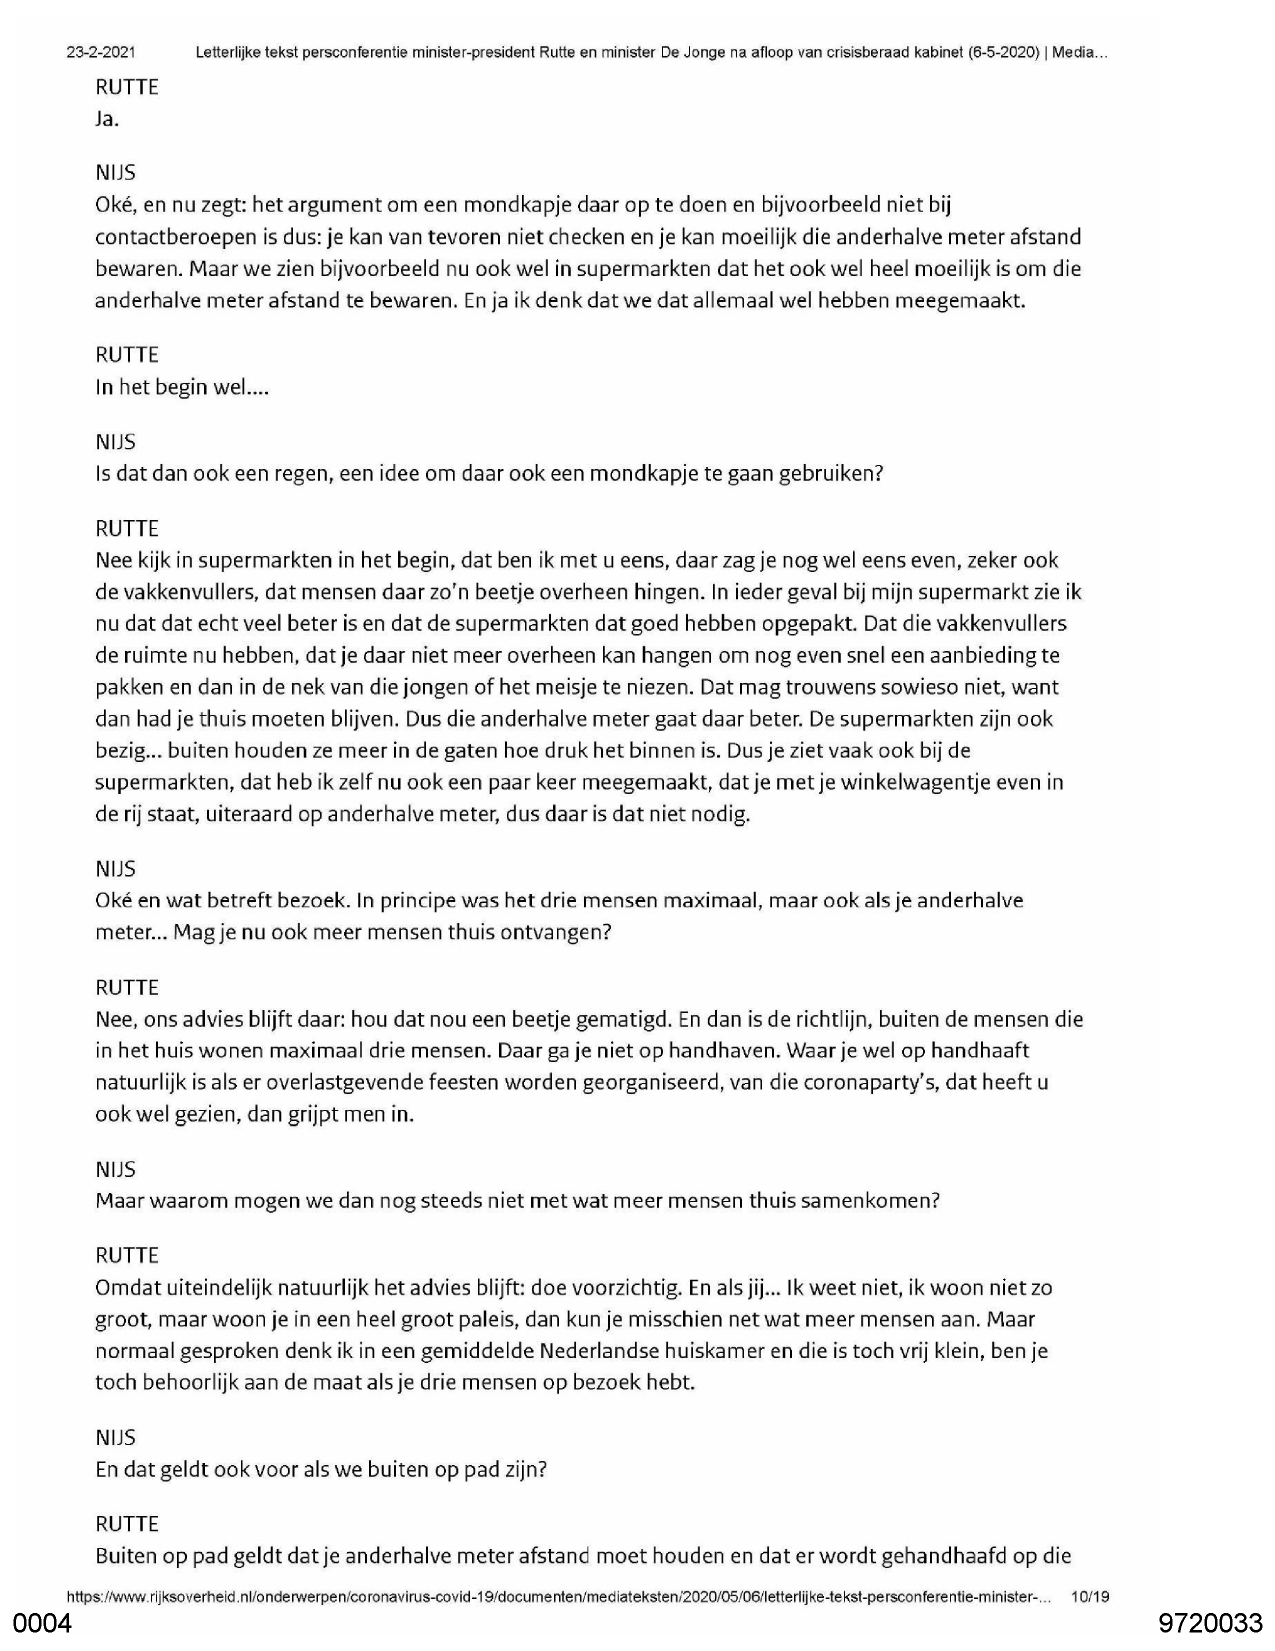 23-2-2021 Letterlijke tekst persconferentie minister-president Rutte en minister De Jonge na afloop van crisisberaad kabinet (6-5-2020) | Media...
RUTTE
Ja.
NIJS
Oké, en nu zegt: het argument om een mondkapje daar op te doen en bijvoorbeeld niet bij
contactberoepen is dus: je kan van tevoren niet checken en je kan moeilijk die anderhalve meter afstand
bewaren. Maar we zien bijvoorbeeld nu ook wel in supermarkten dat het ook wel heel moeilijk is om die
anderhalve meter afstand te bewaren. En ja ik denk dat we dat allemaal wel hebben meegemaakt.
RUTTE
In het begin wel....
NIJS
Is dat dan ook een regen, een idee om daar ook een mondkapje te gaan gebruiken?
RUTTE
Nee kijk in supermarkten in het begin, dat ben ik met u eens, daar zag je nog wel eens even, zeker ook
de vakkenvullers, dat mensen daar zo'n beetje overheen hingen. In ieder geval bij mijn supermarkt zie ik
nu dat dat echt veel beter is en dat de supermarkten dat goed hebben opgepakt. Dat die vakkenvullers
de ruimte nu hebben, dat je daar niet meer overheen kan hangen om nog even snel een aanbieding te
pakken en dan in de nek van die jongen of het meisje te niezen. Dat mag trouwens sowieso niet, want
dan had je thuis moeten blijven. Dus die anderhalve meter gaat daar beter. De supermarkten zijn ook
bezig... buiten houden ze meer in de gaten hoe druk het binnen is. Dus je ziet vaak ook bij de
supermarkten, dat heb ik zelf nu ook een paar keer meegemaakt, dat je met je winkelwagentje even in
de rij staat, uiteraard op anderhalve meter, dus daar is dat niet nodig.
NIJS
Oké en wat betreft bezoek. In principe was het drie mensen maximaal, maar ook als je anderhalve
meter... Mag je nu ook meer mensen thuis ontvangen?
RUTTE
Nee, ons advies blijft daar: hou dat nou een beetje gematigd. En dan is de richtlijn, buiten de mensen die
in het huis wonen maximaal drie mensen. Daar ga je niet op handhaven. Waar je wel op handhaaft
natuurlijk is als er overlastgevende feesten worden georganiseerd, van die coronaparty's, dat heeft u
ook wel gezien, dan grijpt men in.
NIJS
Maar waarom mogen we dan nog steeds niet met wat meer mensen thuis samenkomen?
RUTTE
Omdat uiteindelijk natuurlijk het advies blijft: doe voorzichtig. En als jij... Ik weet niet, ik woon niet zo
groot, maar woon je in een heel groot paleis, dan kun je misschien net wat meer mensen aan. Maar
normaal gesproken denk ik in een gemiddelde Nederlandse huiskamer en die is toch vrij klein, ben je
toch behoorlijk aan de maat als je drie mensen op bezoek hebt.
NIJS
En dat geldt ook voor als we buiten op pad zijn?
RUTTE
Buiten op pad geldt dat je anderhalve meter afstand moet houden en dat er wordt gehandhaafd op die
https://www.rijksoverheid.nl/onderwerpen/coronavirus-covid-19/documenten/mediateksten/2020/05/06/letterlijke-tekst-persconferentie-minister-... 10/19
0004 9720033